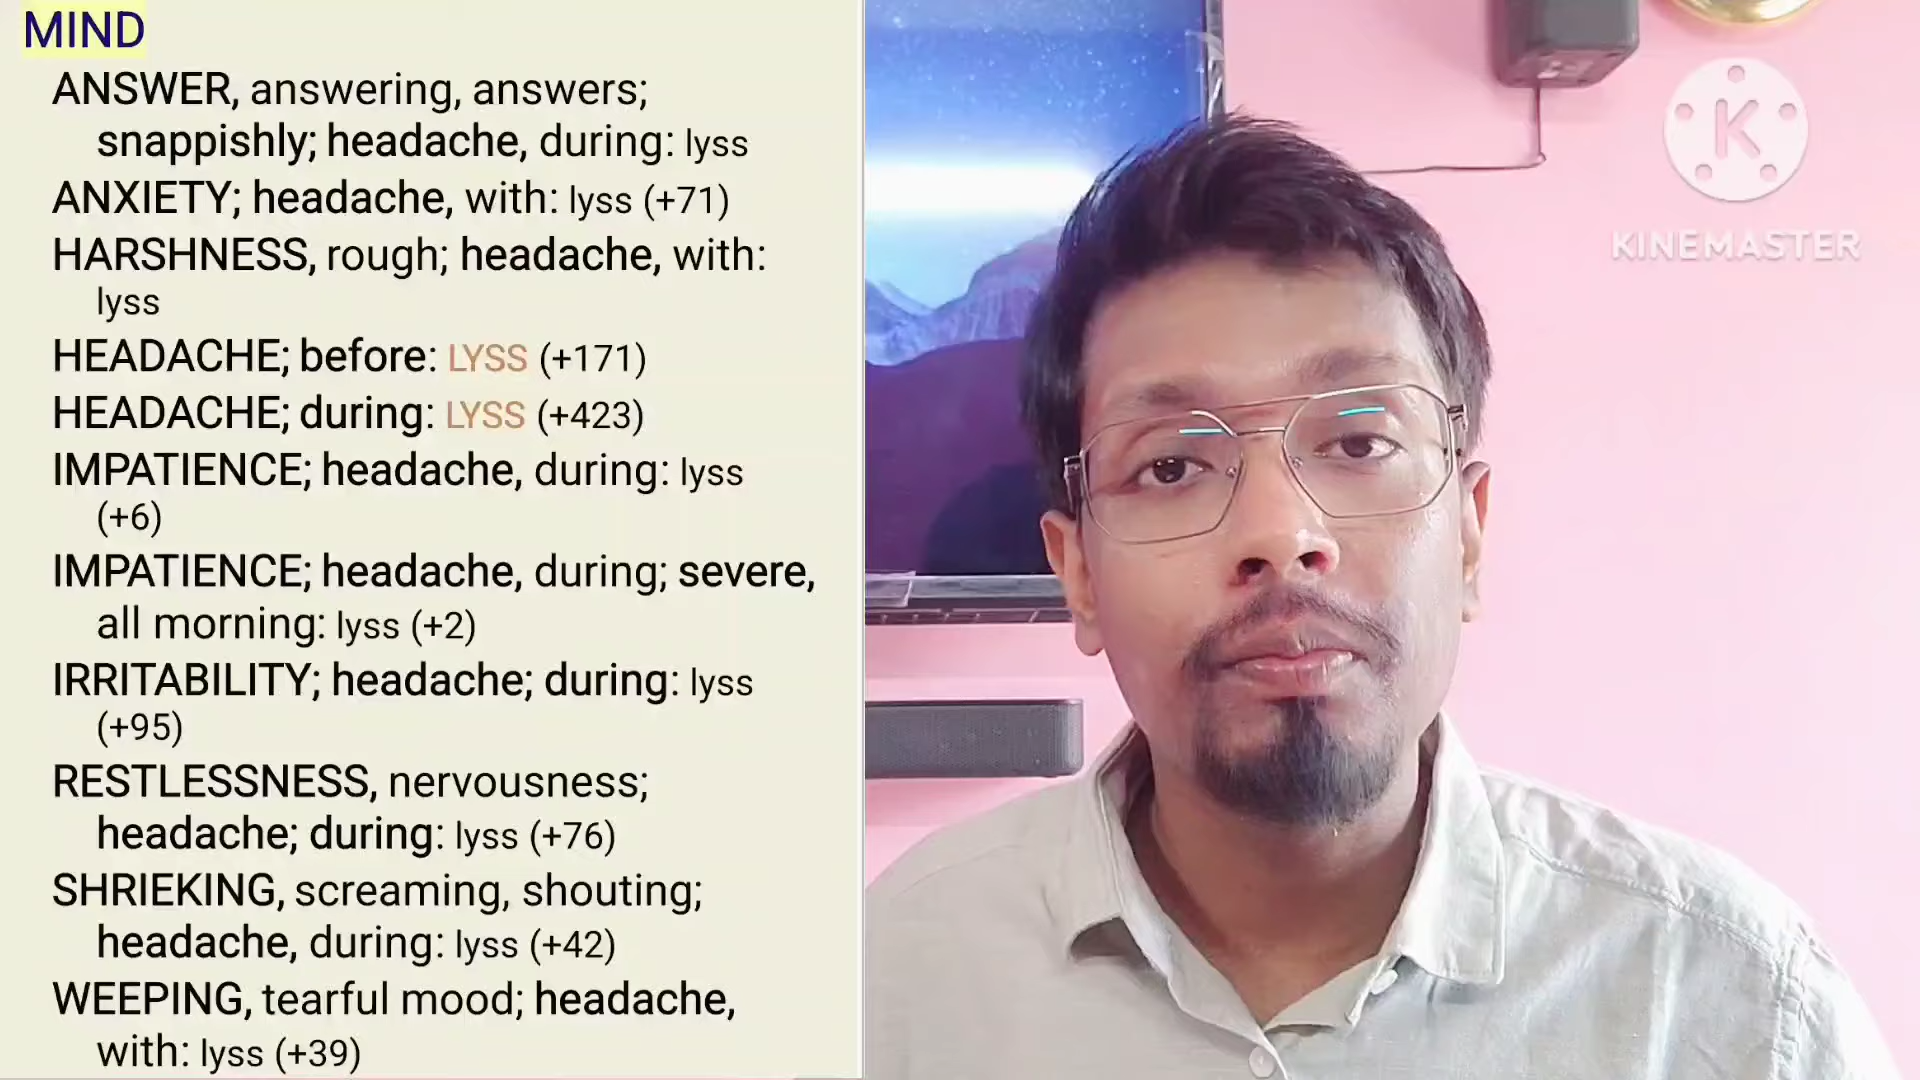 MIND
ANSWER, answering, answers;
snappishly; headache, during: lyss
ANXIETY; headache, with: lyss (+71)
HARSHNESS, rough; headache, with:
lyss
HEADACHE; before: LYSS (+171)
HEADACHE; during: LYSS (+423)
IMPATIENCE; headache, during: lyss
(+6)
IMPATIENCE; headache, during; severe,
all morning: lyss (+2)
IRRITABILITY; headache; during: lyss
(+95)
RESTLESSNESS, nervousness;
headache; during: lyss (+76)
SHRIEKING, screaming, shouting;
headache, during: lyss (+42)
WEEPING, tearful mood; headache,
with: lyss (+39)
K
KINEMASTER